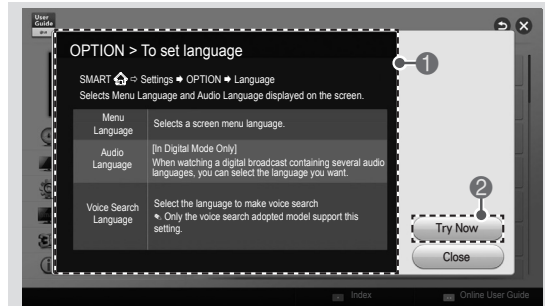 User
Guide
OPTION > To set language
SMART ⇨ Settings ➡ OPTION ➡ Language
Selects Menu Language and Audio Language displayed on the screen.
Menu
Language
Selects a screen menu language.
Audio
Language
[In Digital Mode Only]
When watching a digital broadcast containing several audio
languages, you can select the language you want.
Voice Search
Language
Select the language to make voice search
Only the voice search adopted model support this
setting.
1
2
Try Now
Close
Index
Online User Guide